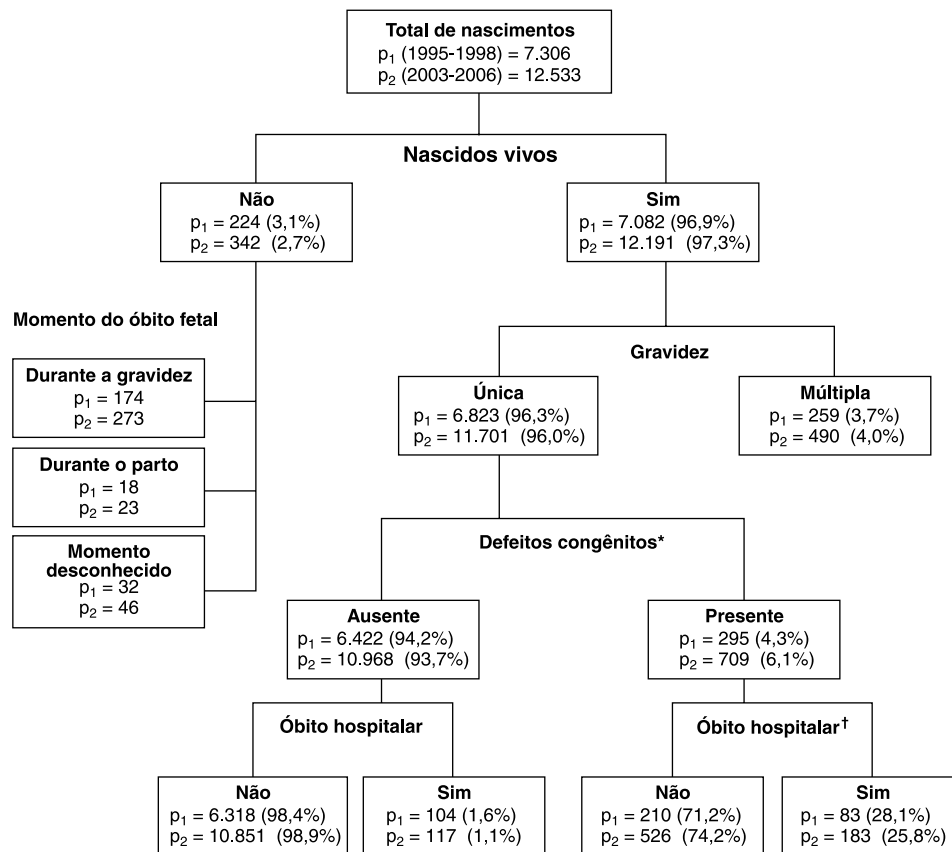 Total de nascimentos
p₁ (1995-1998) = 7.306
p₂ (2003-2006) = 12.533
Nascidos vivos
Não
p₁ = 224 (3,1%)
p₂ = 342 (2,7%)
Sim
p₁ = 7.082 (96,9%)
p₂ = 12.191 (97,3%)
Momento do óbito fetal
Durante a gravidez
p₁ = 174
p₂ = 273
Durante o parto
p₁ = 18
p₂ = 23
Momento
desconhecido
p₁ = 32
p₂ = 46
Gravidez
Única
p₁ = 6.823 (96,3%)
p₂ = 11.701 (96,0%)
Múltipla
p₁ = 259 (3,7%)
p₂ = 490 (4,0%)
Defeitos congênitos*
Ausente
p₁ = 6.422 (94,2%)
p₂ = 10.968 (93,7%)
Presente
p₁ = 295 (4,3%)
p₂ = 709 (6,1%)
Óbito hospitalar
Não
p₁ = 6.318 (98,4%)
p₂ = 10.851 (98,9%)
Sim
p₁ = 104 (1,6%)
p₂ = 117 (1,1%)
Óbito hospitalar†
Não
p₁ = 210 (71,2%)
p₂ = 526 (74,2%)
Sim
p₁ = 83 (28,1%)
p₂ = 183 (25,8%)